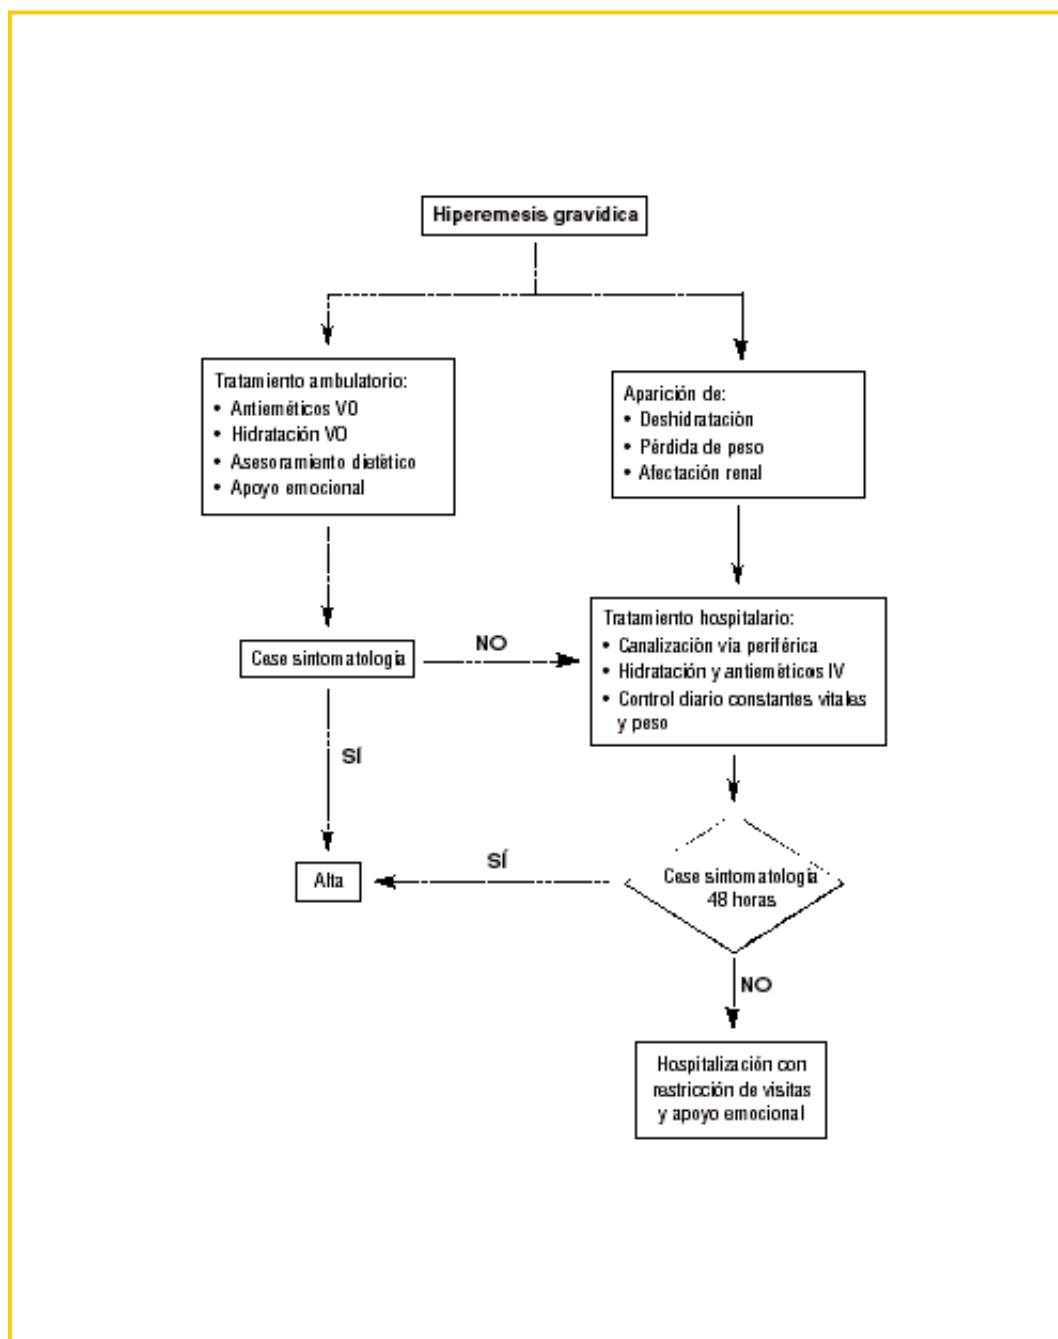 Hiperemesis gravídica
Tratamiento ambulatorio:
• Antieméticos VO
• Hidratación VO
• Asesoramiento dietético
• Apoyo emocional
Aparición de:
• Deshidratación
• Pérdida de peso
• Afectación renal
Cese sintomatología
NO
Tratamiento hospitalario:
• Canalización vía periférica
• Hidratación y antieméticos IV
• Control diario constantes vitales
y peso
SÍ
Alta
SÍ
Cese sintomatología
48 horas
NO
Hospitalización con
restricción de visitas
y apoyo emocional